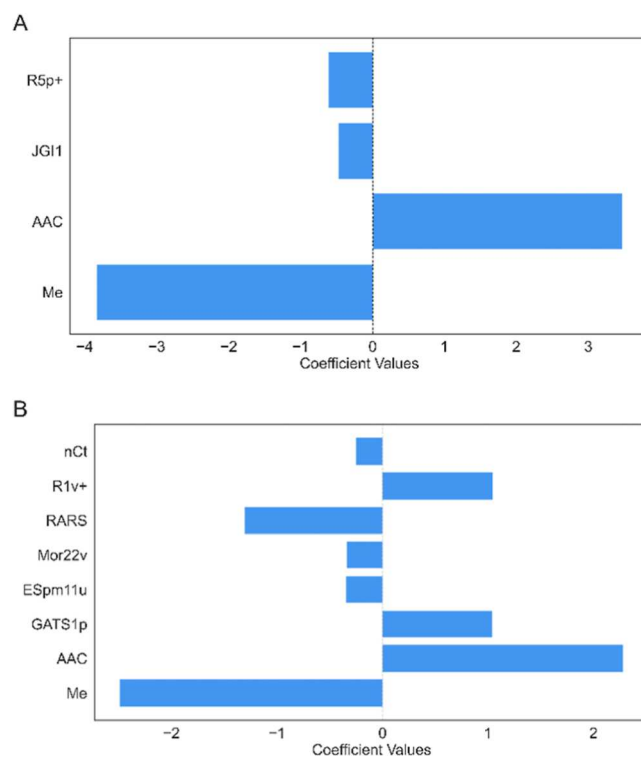 A
R5p+
JGI1
AAC
Me
−4 −3 −2 −1 0 1 2 3
Coefficient Values
B
nCt
R1v+
RARS
Mor22v
ESpm11u
GATS1p
AAC
Me
−2 −1 0 1 2
Coefficient Values